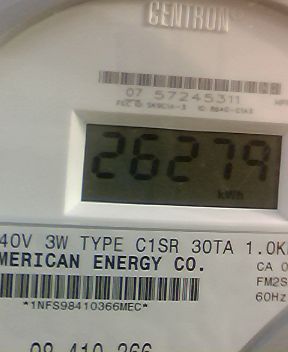 CENTRON
07 57245311
26279
kWh
40V 3W TYPE C1SR 30TA 1.0K
MERICAN ENERGY CO.
CA 0
FM2S
60Hz
*1NFS98410366MEC*
98 410 366